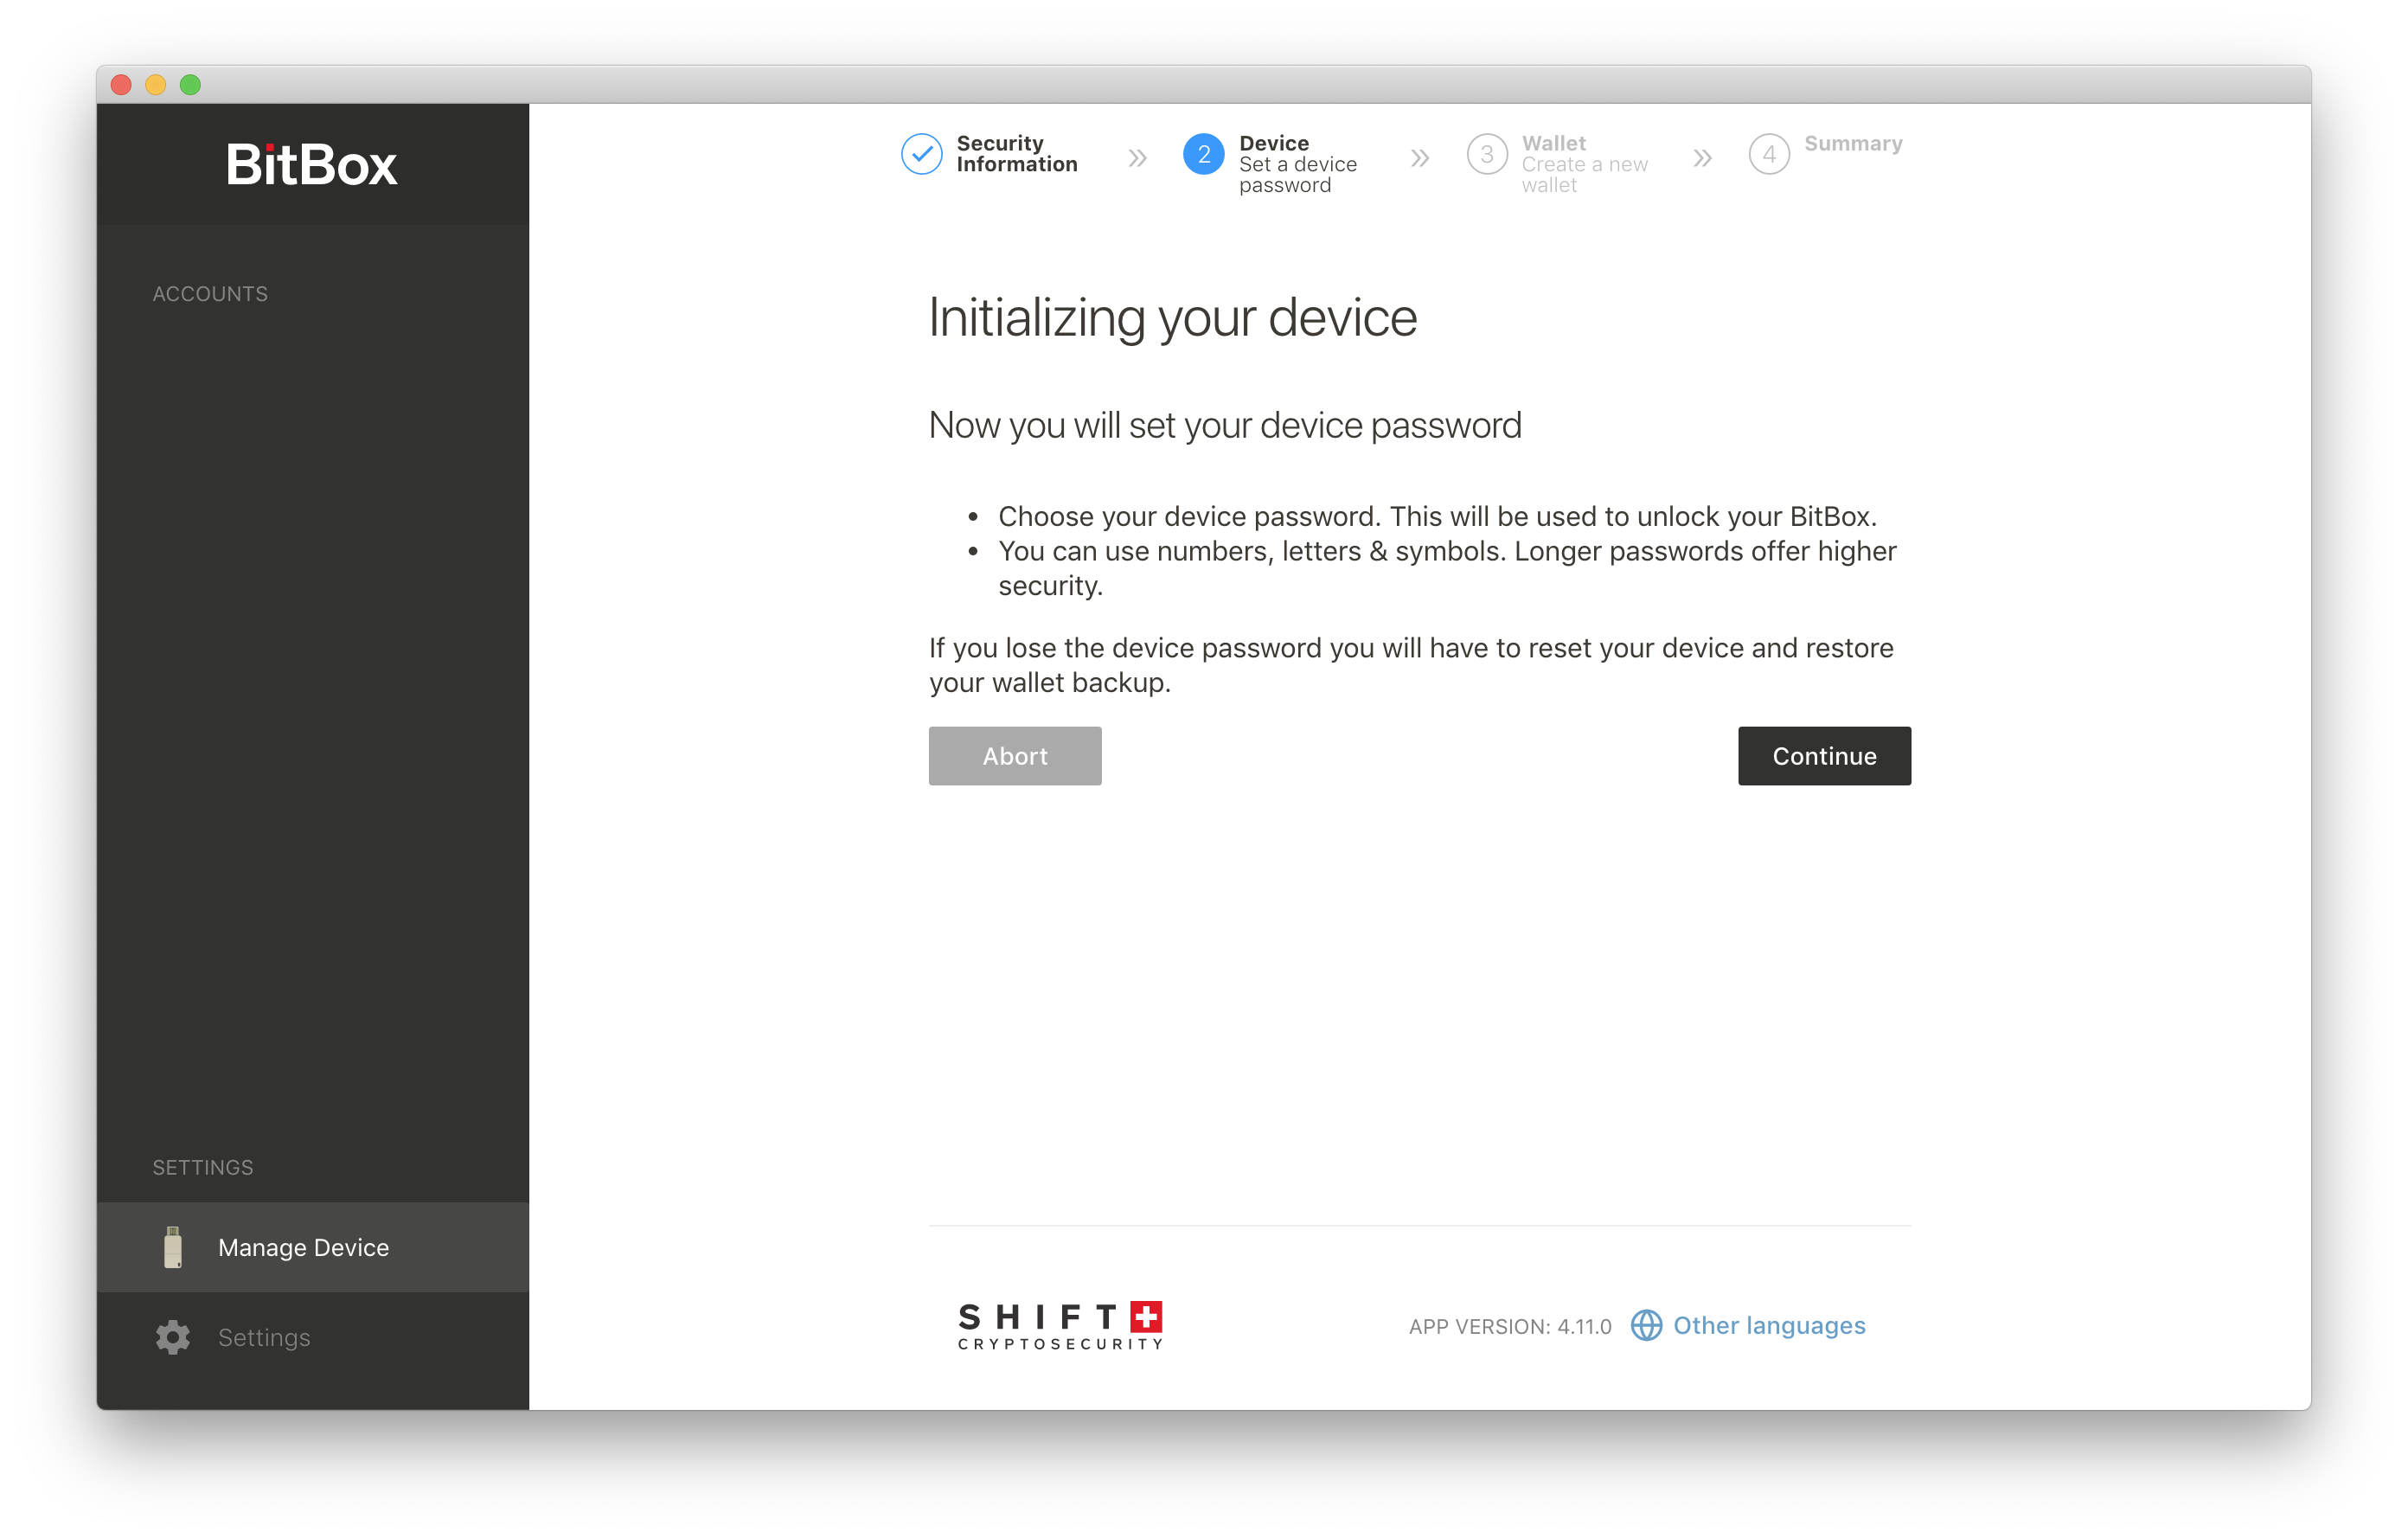 BitBox
ACCOUNTS
SETTINGS
Manage Device
Settings
Security
Information
2
Device
Set a device
password
3
Wallet
Create a new
wallet
4
Summary
Initializing your device
Now you will set your device password
• Choose your device password. This will be used to unlock your BitBox.
• You can use numbers, letters & symbols. Longer passwords offer higher
security.
If you lose the device password you will have to reset your device and restore
your wallet backup.
Abort
Continue
SHIFT
CRYPTOSECURITY
APP VERSION: 4.11.0
Other languages